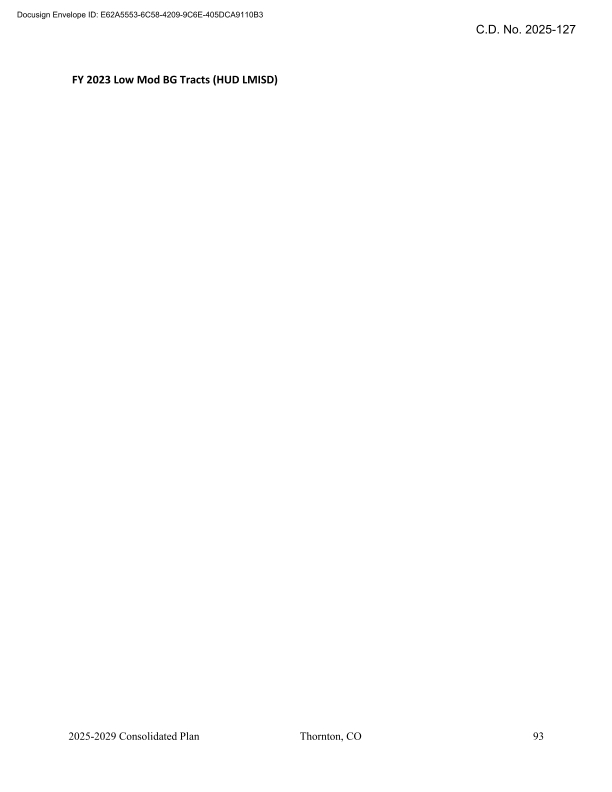 Docusign Envelope ID: E62A5553-6C58-4209-9C6E-405DCA9110B3
C.D. No. 2025-127
FY 2023 Low Mod BG Tracts (HUD LMISD)
2025-2029 Consolidated Plan Thornton, CO 93